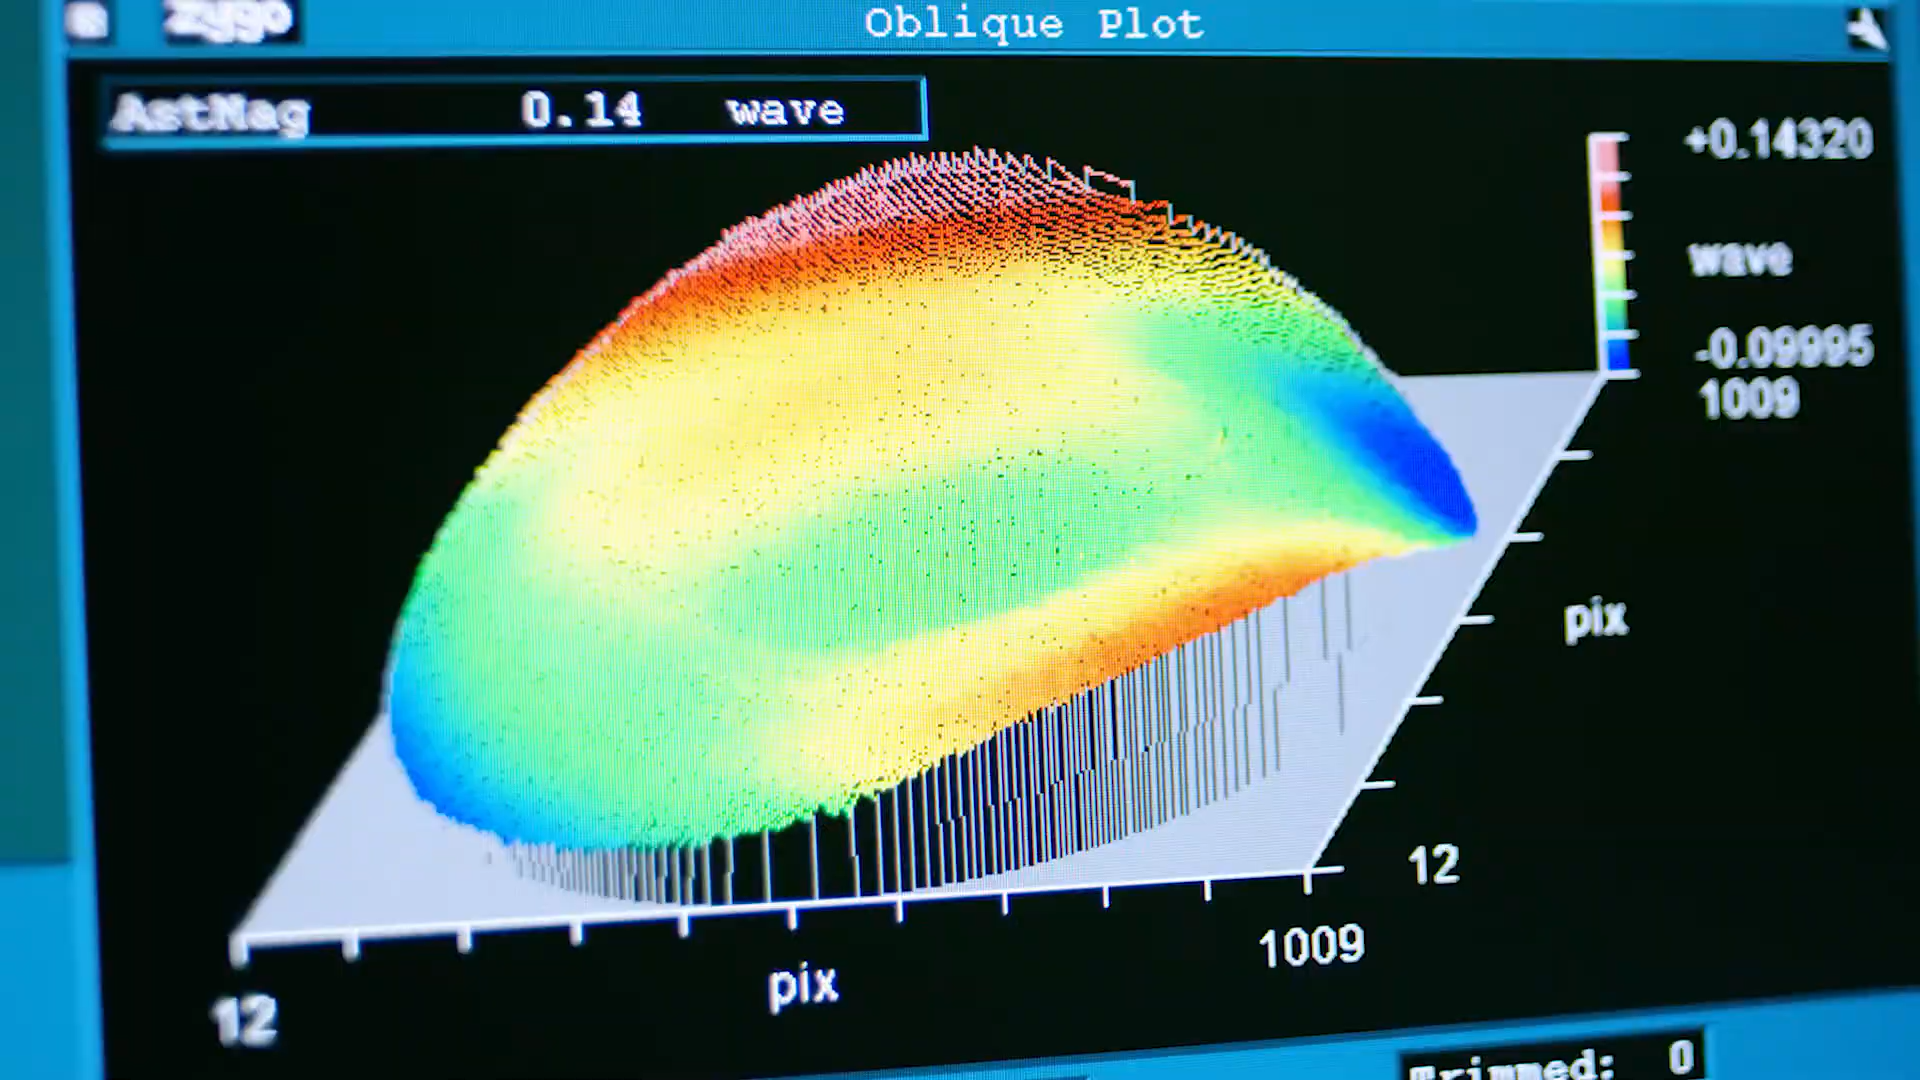 zygo
Oblique Plot
AstMag 0.14 wave
+0.14320
wave
-0.09995
1009
pix
12
1009
pix
12
Trimmed: 0